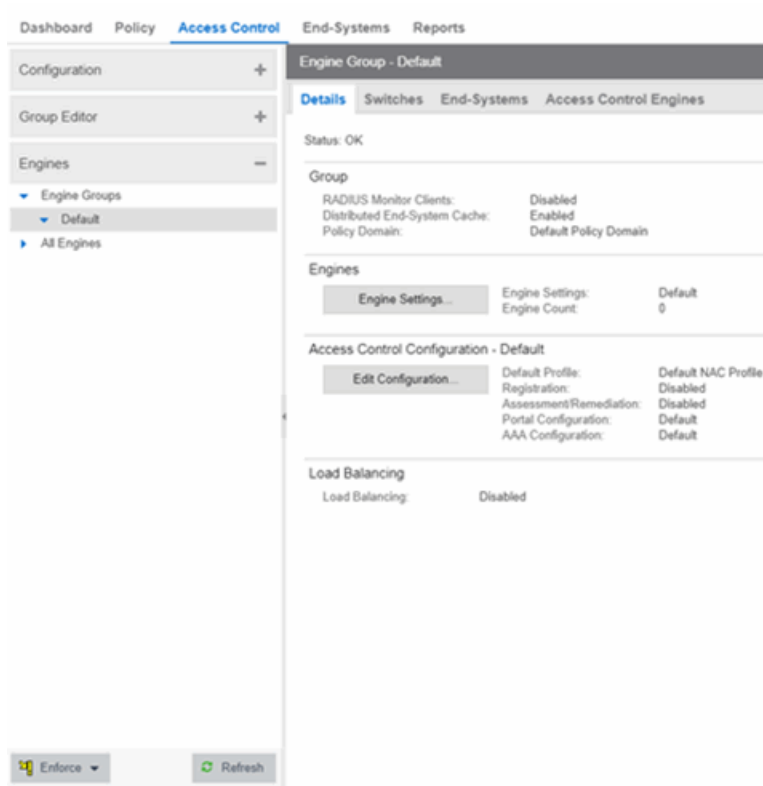 Dashboard Policy Access Control End-Systems Reports
Configuration
Group Editor
Engines
Engine Groups
Default
All Engines
Enforce Refresh
Engine Group - Default
Details Switches End-Systems Access Control Engines
Status: OK
Group
RADIUS Monitor Clients: Disabled
Distributed End-System Cache: Enabled
Policy Domain: Default Policy Domain
Engines
Engine Settings... Engine Settings: Default
Engine Count: 0
Access Control Configuration - Default
Edit Configuration... Default Profile: Default NAC Profile
Registration: Disabled
Assessment/Remediation: Disabled
Portal Configuration: Default
AAA Configuration: Default
Load Balancing
Load Balancing: Disabled